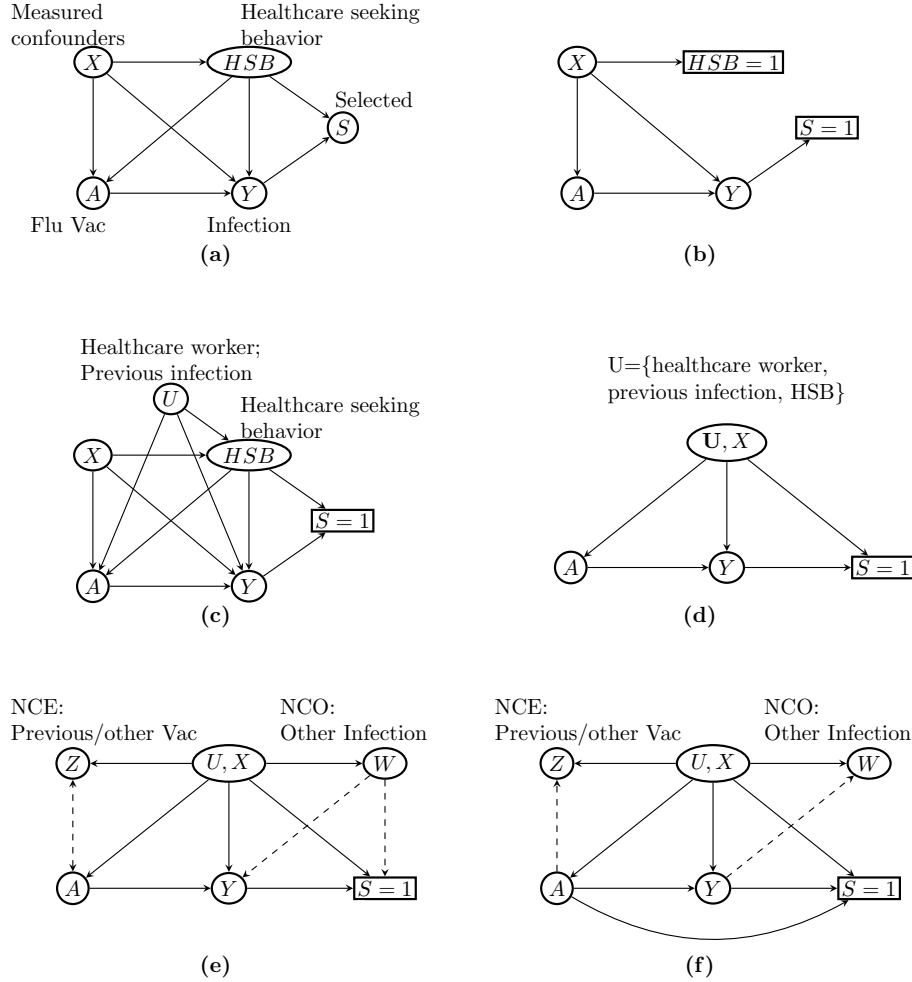 Measured
confounders
Healthcare seeking
behavior
X
HSB
Selected
S
A
Y
Flu Vac
Infection
(a)
X
HSB = 1
S = 1
A
Y
(b)
Healthcare worker;
Previous infection
U
Healthcare seeking
behavior
X
HSB
S = 1
A
Y
(c)
U={healthcare worker,
previous infection, HSB}
U, X
A
Y
S = 1
(d)
NCE:
Previous/other Vac
NCO:
Other Infection
Z
U, X
W
A
Y
S = 1
(e)
NCE:
Previous/other Vac
NCO:
Other Infection
Z
U, X
W
A
Y
S = 1
(f)